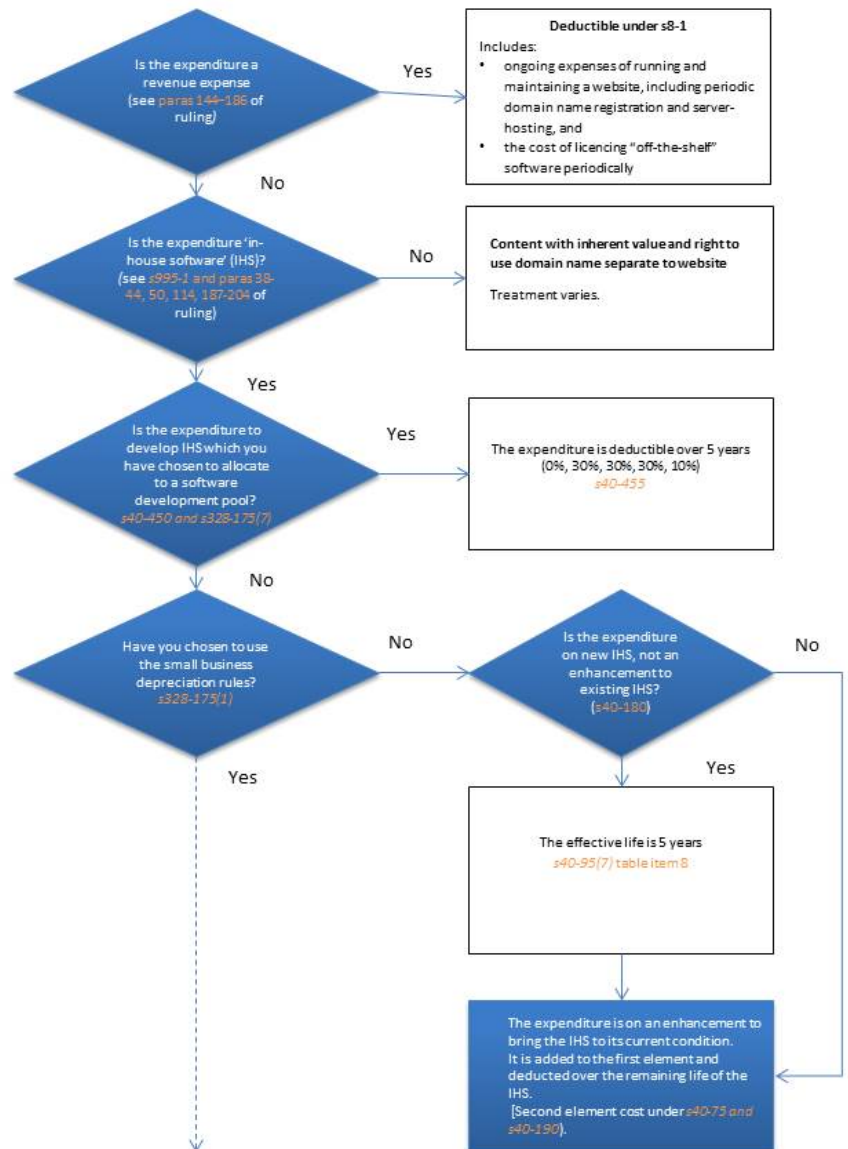 Is the expenditure a
revenue expense
(see paras 144-186 of
ruling)
Yes
Deductible under s8-1
Includes:
• ongoing expenses of running and
maintaining a website, including periodic
domain name registration and server-
hosting, and
• the cost of licencing "off-the-shelf"
software periodically
No
Is the expenditure 'in-
house software' (IHS)?
(see s995-1 and paras 38-
44, 50, 114, 187-204 of
ruling)
No
Content with inherent value and right to
use domain name separate to website
Treatment varies.
Yes
Is the expenditure to
develop IHS which you
have chosen to allocate
to a software
development pool?
s40-450 and s328-175(7)
Yes
The expenditure is deductible over 5 years
(0%, 30%, 30%, 30%, 10%)
s40-455
No
Have you chosen to use
the small business
depreciation rules?
s328-175(1)
No
Is the expenditure
on new IHS, not an
enhancement to
existing IHS?
(s40-180)
No
Yes
Yes
The effective life is 5 years
s40-95(7) table item 8
The expenditure is on an enhancement to
bring the IHS to its current condition.
It is added to the first element and
deducted over the remaining life of the
IHS.
[Second element cost under s40-75 and
s40-190).